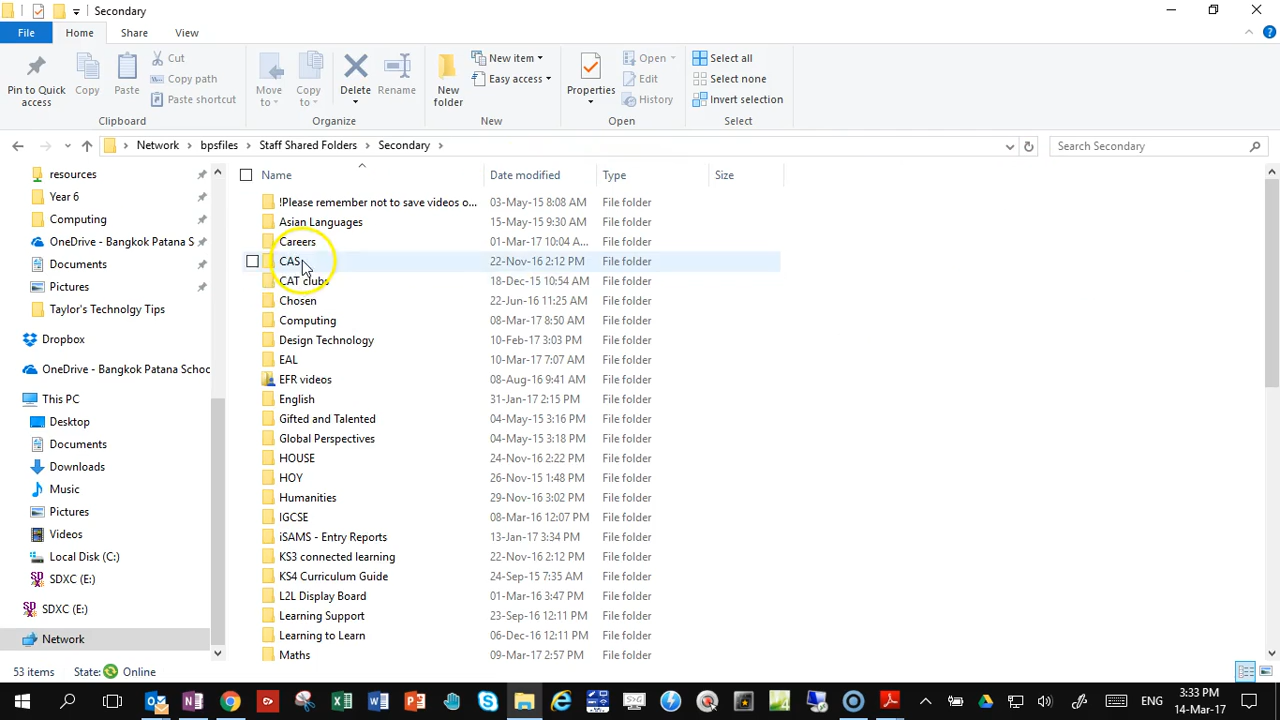 Secondary
File Home Share View
Pin to Quick access Copy Paste Cut Copy path Paste shortcut Move to Copy to Delete Rename New folder New item Easy access Properties Open Edit History Select all Select none Invert selection
Clipboard Organize New Open Select
Network > bpsfiles > Staff Shared Folders > Secondary > Search Secondary
resources
Year 6
Computing
OneDrive - Bangkok Patana S
Documents
Pictures
Taylor's Technolgy Tips
Dropbox
OneDrive - Bangkok Patana Schoo
This PC
Desktop
Documents
Downloads
Music
Pictures
Videos
Local Disk (C:)
SDXC (E:)
SDXC (E:)
Network
Name Date modified Type Size
!Please remember not to save videos o... 03-May-15 8:08 AM File folder
Asian Languages 15-May-15 9:30 AM File folder
Careers 01-Mar-17 10:04 A... File folder
CAS 22-Nov-16 2:12 PM File folder
CAT clubs 18-Dec-15 10:54 AM File folder
Chosen 22-Jun-16 11:25 AM File folder
Computing 08-Mar-17 8:50 AM File folder
Design Technology 10-Feb-17 3:03 PM File folder
EAL 10-Mar-17 7:07 AM File folder
EFR videos 08-Aug-16 9:41 AM File folder
English 31-Jan-17 2:15 PM File folder
Gifted and Talented 04-May-15 3:16 PM File folder
Global Perspectives 04-May-15 3:18 PM File folder
HOUSE 24-Nov-16 2:22 PM File folder
HOY 26-Nov-15 1:48 PM File folder
Humanities 29-Nov-16 3:02 PM File folder
IGCSE 08-Mar-16 12:07 PM File folder
iSAMS - Entry Reports 13-Jan-17 3:34 PM File folder
KS3 connected learning 22-Nov-16 2:12 PM File folder
KS4 Curriculum Guide 24-Sep-15 7:35 AM File folder
L2L Display Board 01-Mar-16 3:47 PM File folder
Learning Support 23-Sep-16 12:11 PM File folder
Learning to Learn 06-Dec-16 12:11 PM File folder
Maths 09-Mar-17 2:57 PM File folder
53 items State: Online
ENG 3:33 PM
14-Mar-17